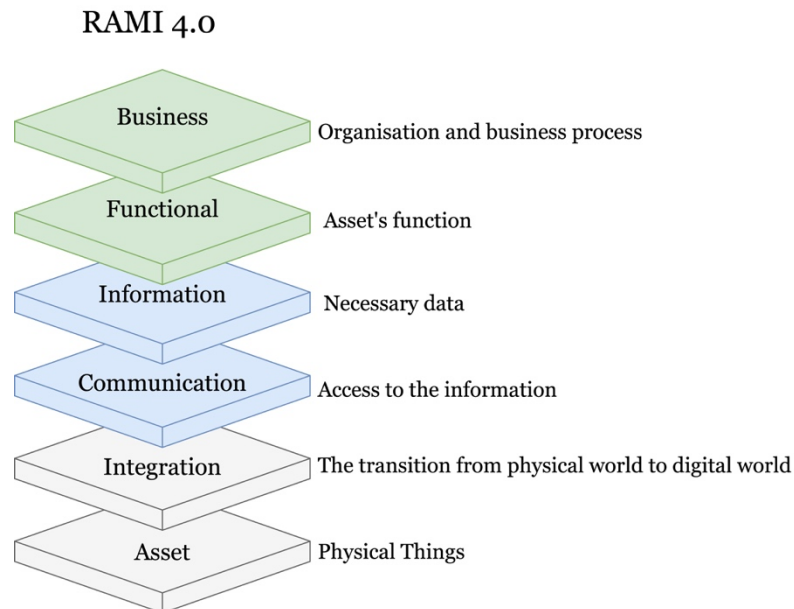 RAMI 4.0
Business
Organisation and business process
Functional
Asset's function
Information
Necessary data
Communication
Access to the information
Integration
The transition from physical world to digital world
Asset
Physical Things